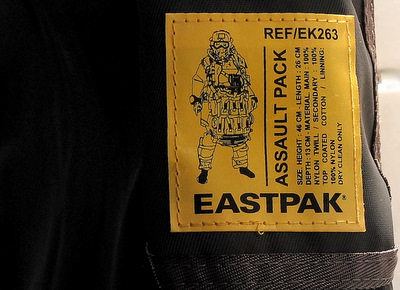 REF/EK263
ASSAULT PACK
SIZE: HEIGHT - 46 CM - LENGTH : 26 CM
DEPTH : 13 CM - MATERIAL: MAIN : 100%
NYLON TWILL / SECONDARY : 100%
TOP COATED COTTON / LINNING:
100% NYLON
DRY CLEAN ONLY
EASTPAK®